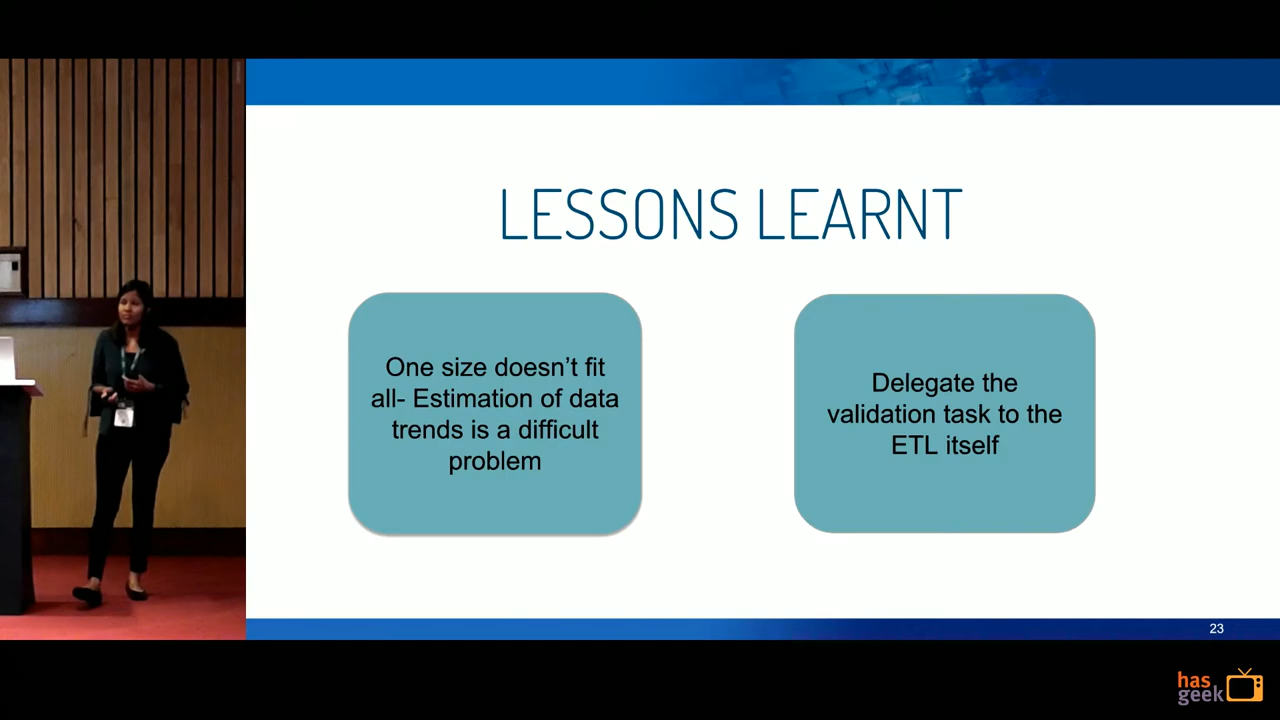 LESSONS LEARNT
One size doesn’t fit
all- Estimation of data
trends is a difficult
problem
Delegate the
validation task to the
ETL itself
23
has
geek